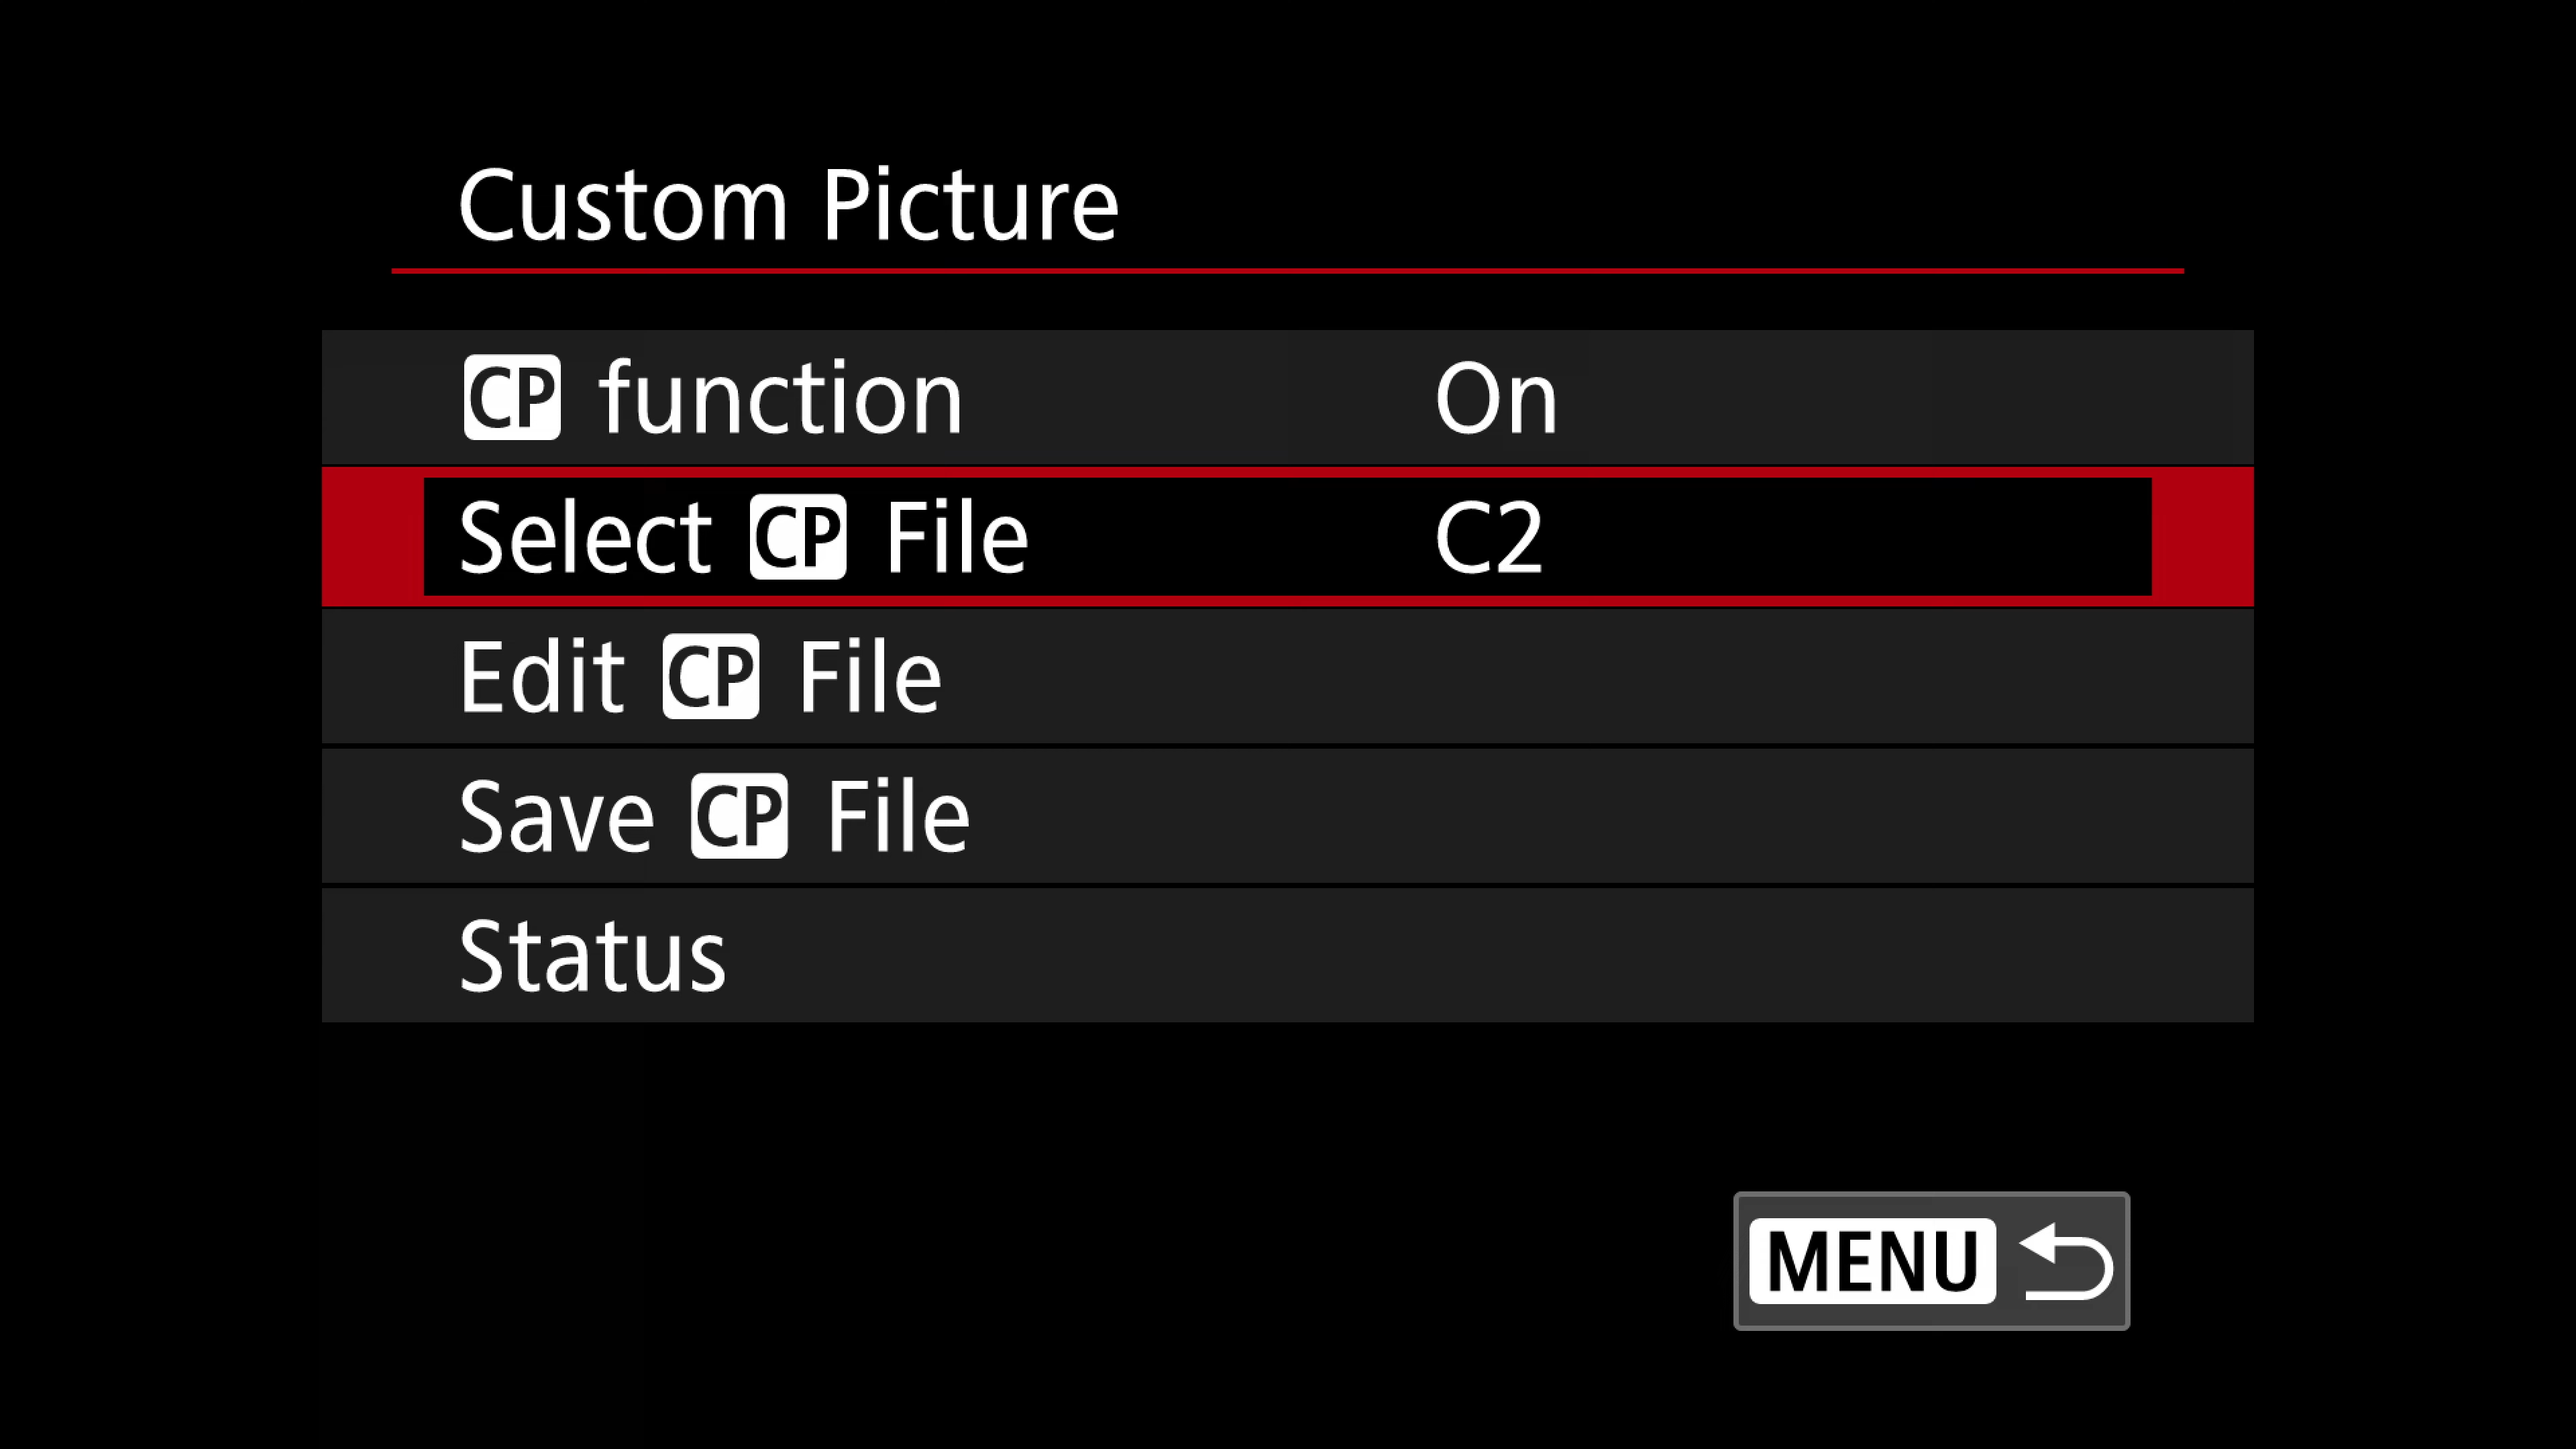 Custom Picture
CP function On
Select CP File C2
Edit CP File
Save CP File
Status
MENU